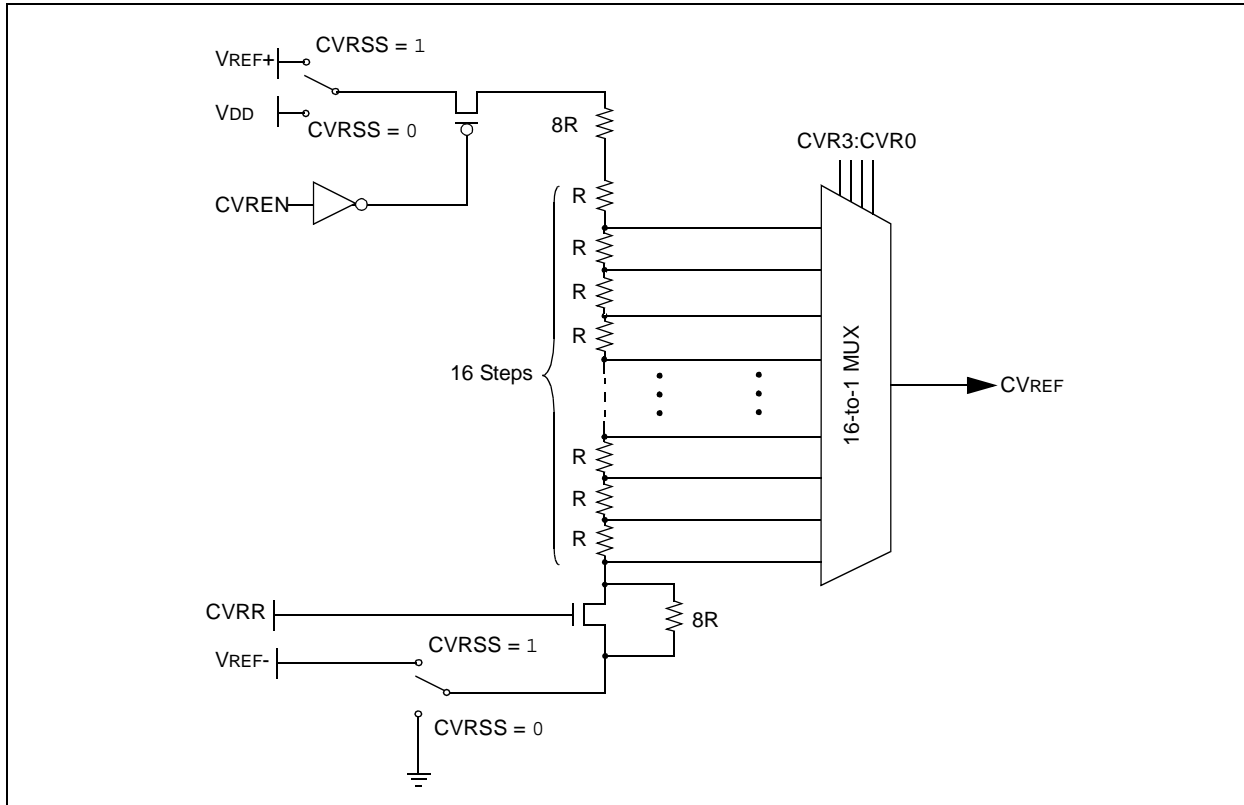 CVRSS = 1
VREF+
VDD
CVRSS = 0
8R
CVR3:CVR0
CVREN
R
R
R
R
16 Steps
16-to-1 MUX
CVREF
R
R
R
CVRR
8R
CVRSS = 1
VREF-
CVRSS = 0